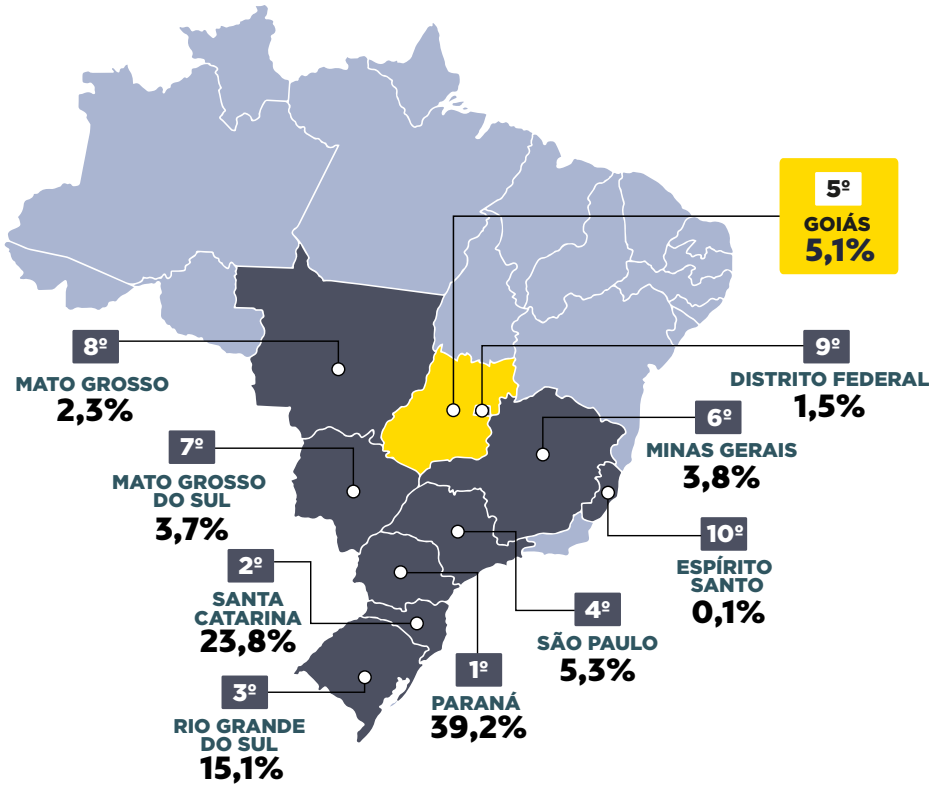 5º
GOIÁS
5,1%
8º
MATO GROSSO
2,3%
9º
DISTRITO FEDERAL
1,5%
6º
MINAS GERAIS
3,8%
7º
MATO GROSSO
DO SUL
3,7%
10º
ESPÍRITO
SANTO
0,1%
2º
SANTA
CATARINA
23,8%
4º
SÃO PAULO
5,3%
1º
PARANÁ
39,2%
3º
RIO GRANDE
DO SUL
15,1%